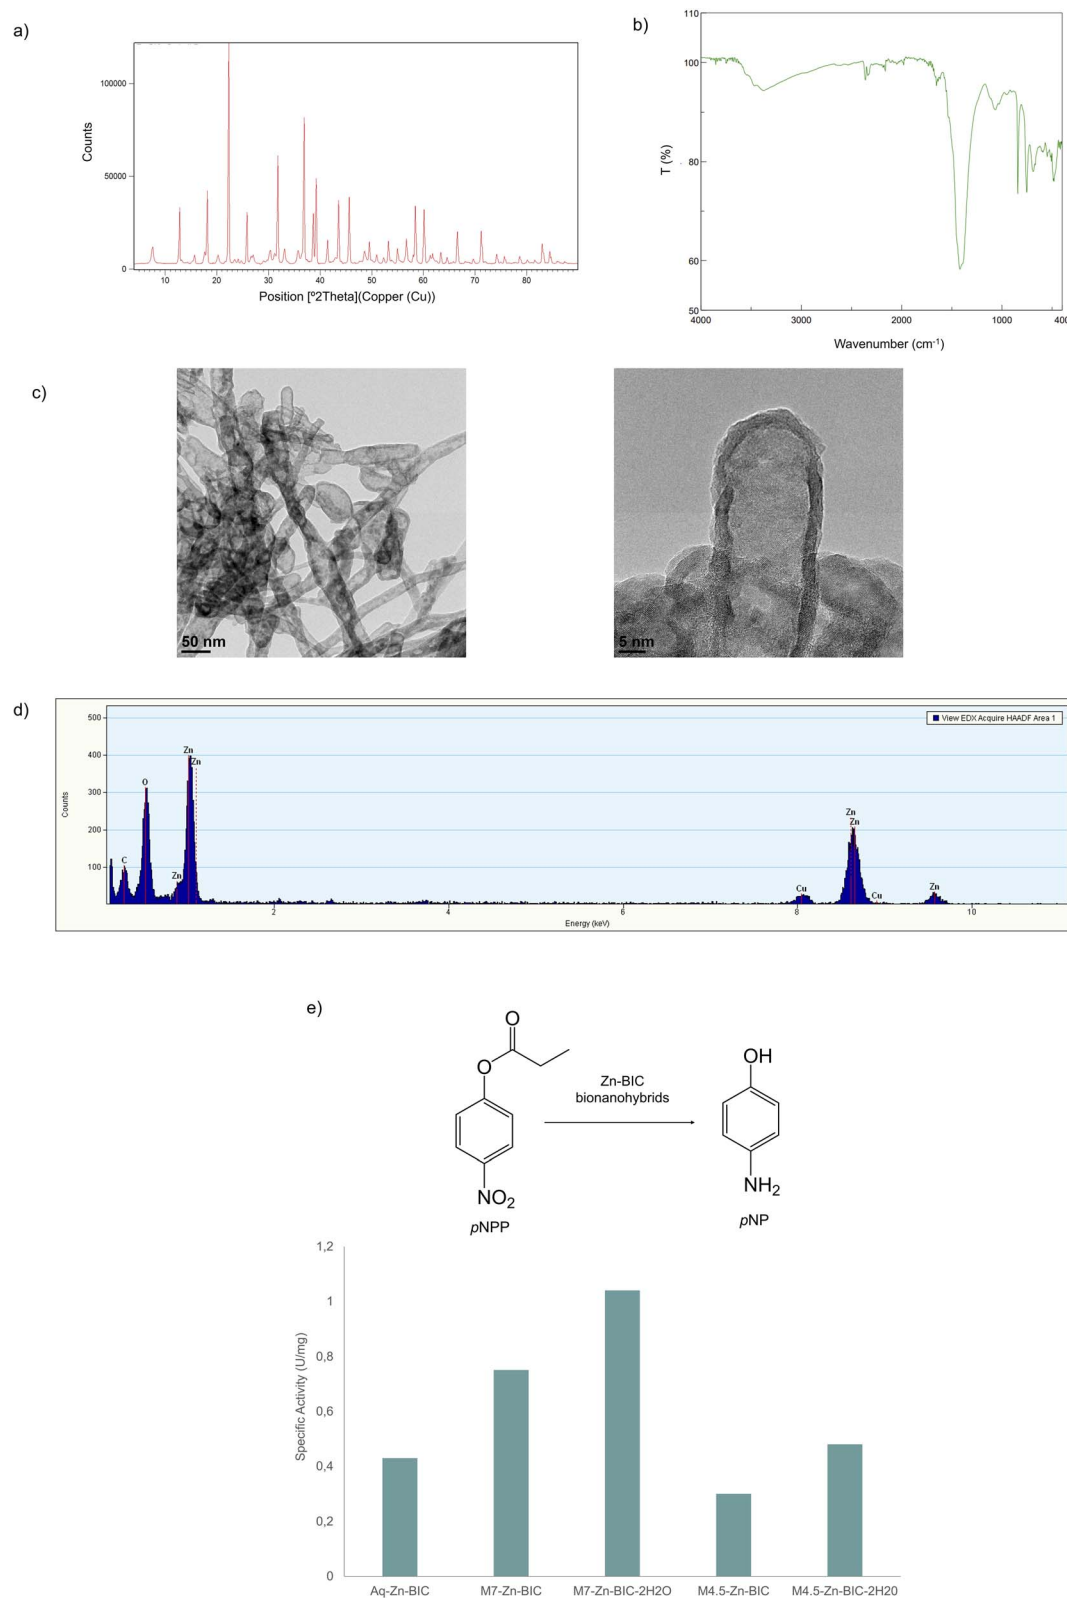 a)
Counts
100000
50000
0
10 20 30 40 50 60 70 80
Position [º2Theta](Copper (Cu))
b)
T (%)
110
100
80
60
50
4000 3000 2000 1000 400
Wavenumber (cm-1)
c)
50 nm
5 nm
d)
View EDX Acquire HAADF Area 1
Counts
500
400
300
200
100
C
O
Zn
Zn
Zn
Cu
Zn
Zn
Cu
Zn
2 4 6 8 10
Energy (keV)
e)
O
O
NO2
pNPP
Zn-BIC
bionanohybrids
OH
NH2
pNP
Specific Activity (U/mg)
1,2
1
0,8
0,6
0,4
0,2
0
Aq-Zn-BIC M7-Zn-BIC M7-Zn-BIC-2H2O M4.5-Zn-BIC M4.5-Zn-BIC-2H20